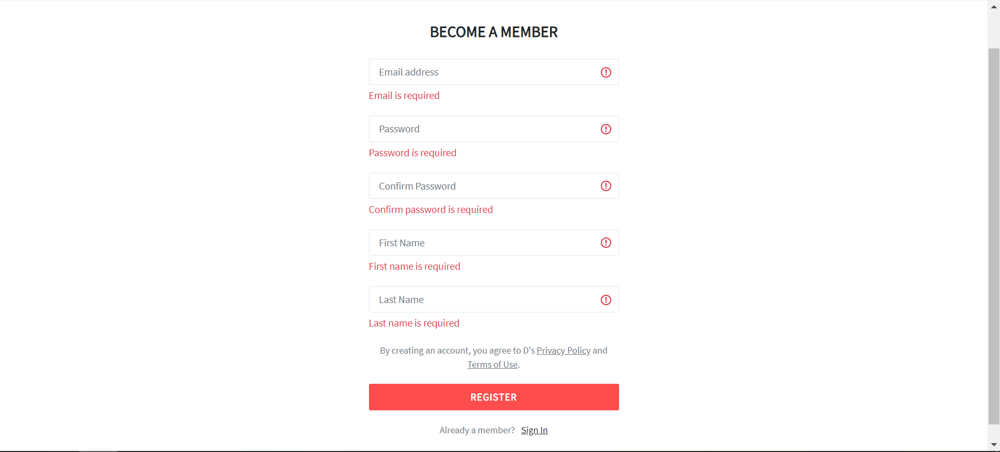 BECOME A MEMBER
Email address
Email is required
Password
Password is required
Confirm Password
Confirm password is required
First Name
First name is required
Last Name
Last name is required
By creating an account, you agree to D's Privacy Policy and
Terms of Use.
REGISTER
Already a member? Sign In